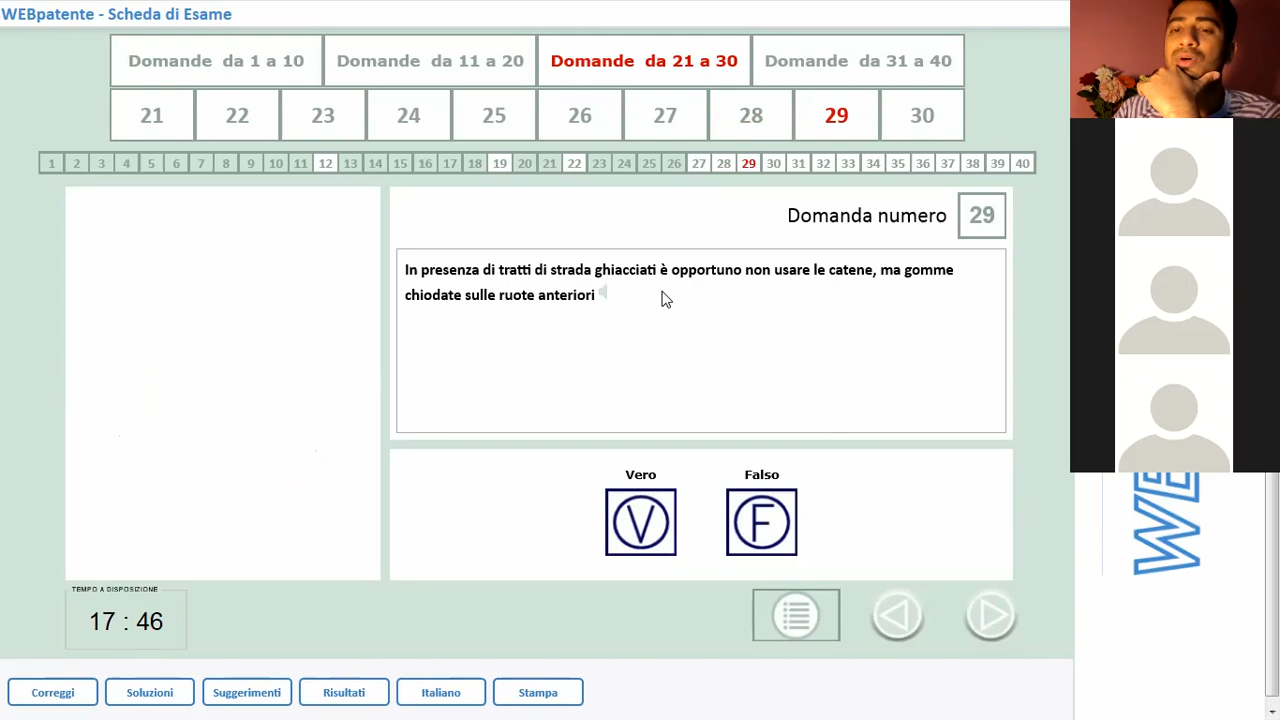 WEBpatente - Scheda di Esame
Domande da 1 a 10
Domande da 11 a 20
Domande da 21 a 30
Domande da 31 a 40
21 22 23 24 25 26 27 28 29 30
1 2 3 4 5 6 7 8 9 10 11 12 13 14 15 16 17 18 19 20 21 22 23 24 25 26 27 28 29 30 31 32 33 34 35 36 37 38 39 40
Domanda numero 29
In presenza di tratti di strada ghiacciati è opportuno non usare le catene, ma gomme
chiodate sulle ruote anteriori
Vero Falso
V F
TEMPO A DISPOSIZIONE
17 : 46
Correggi Soluzioni Suggerimenti Risultati Italiano Stampa
WE